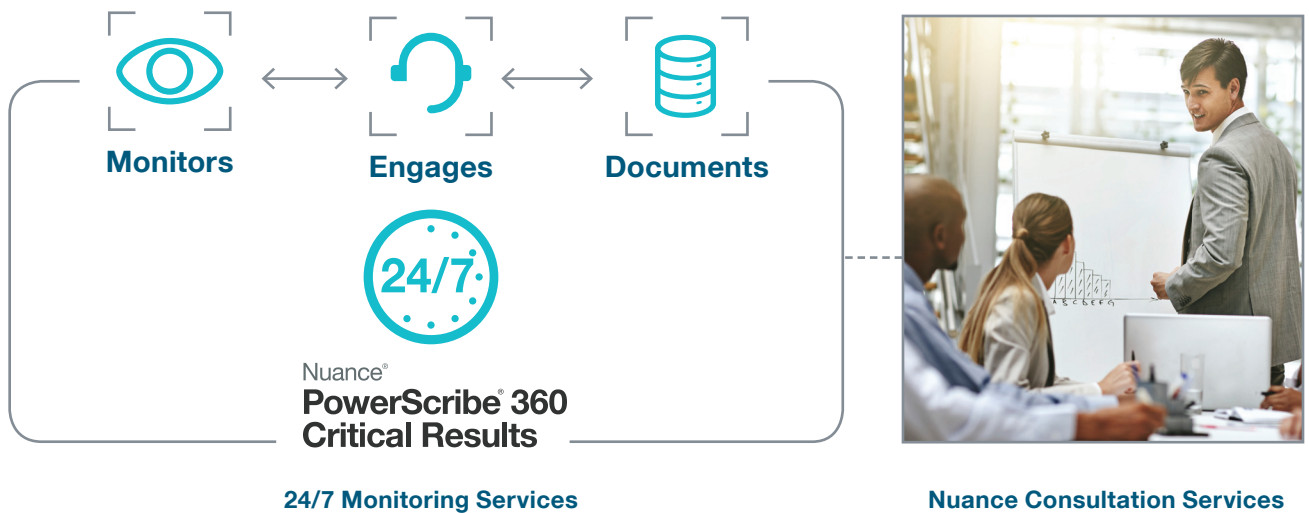 Monitors
Engages
Documents
24/7
Nuance®
PowerScribe® 360
Critical Results
A B C D E F G
24/7 Monitoring Services
Nuance Consultation Services